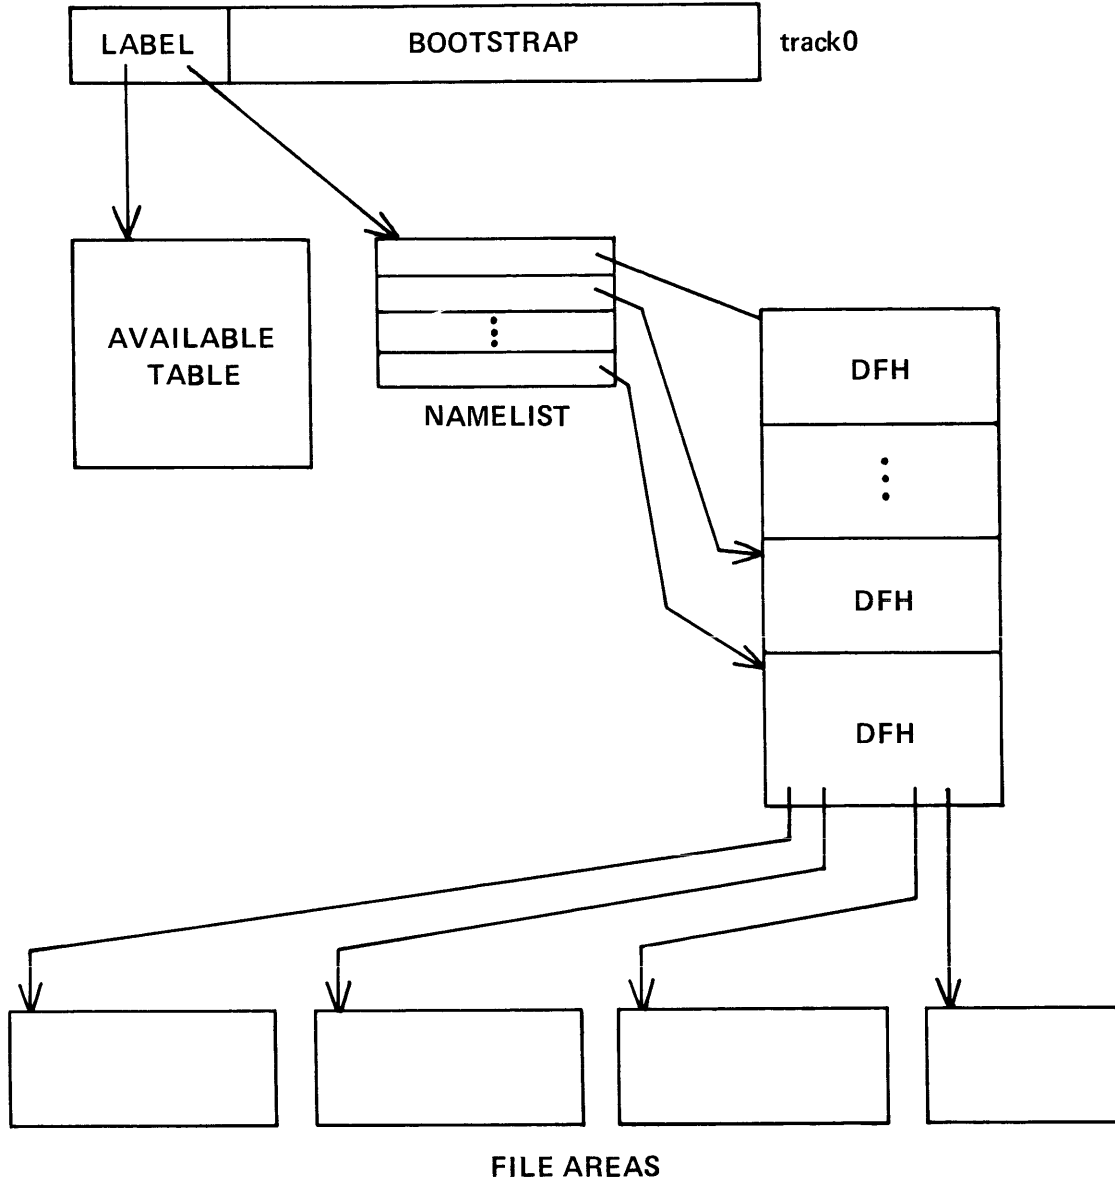 LABEL
BOOTSTRAP
track0
AVAILABLE
TABLE
NAMELIST
DFH
DFH
DFH
FILE AREAS